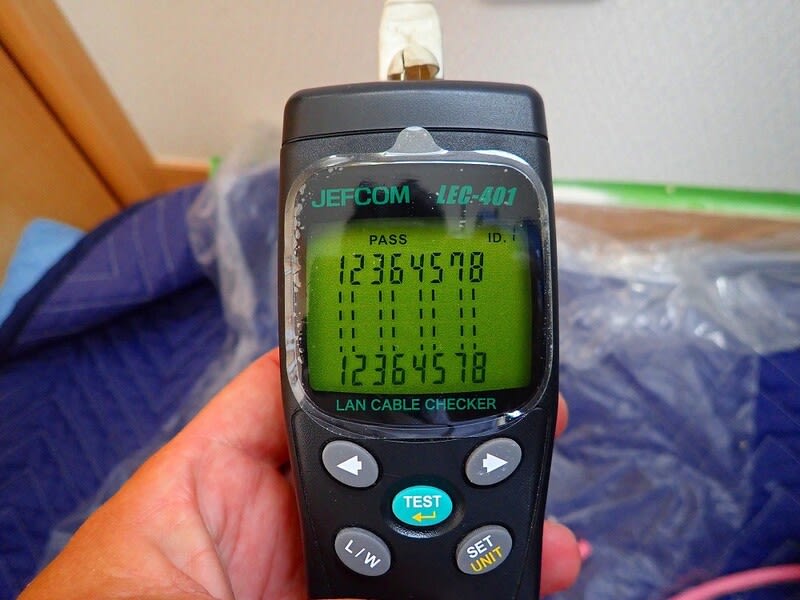 JEFCOM LEC-401
PASS ID. 1
12364578
12364578
LAN CABLE CHECKER
TEST
L/W
SET
UNIT